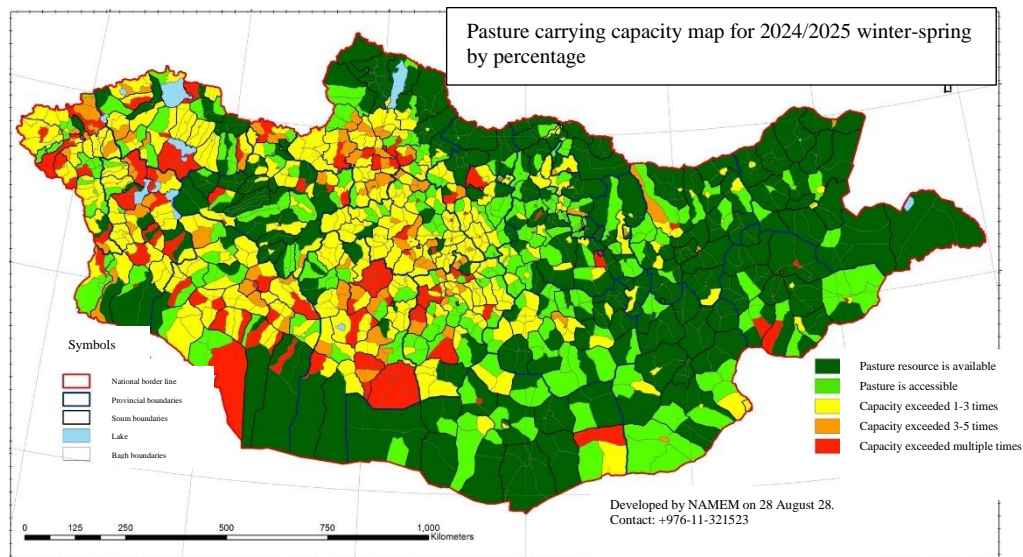 Pasture carrying capacity map for 2024/2025 winter-spring
by percentage
Symbols
National border line
Provincial boundaries
Soum boundaries
Lake
Bagh boundaries
Pasture resource is available
Pasture is accessible
Capacity exceeded 1-3 times
Capacity exceeded 3-5 times
Capacity exceeded multiple times
Developed by NAMEM on 28 August 28.
Contact: +976-11-321523
0 125 250 500 750 1,000
Kilometers